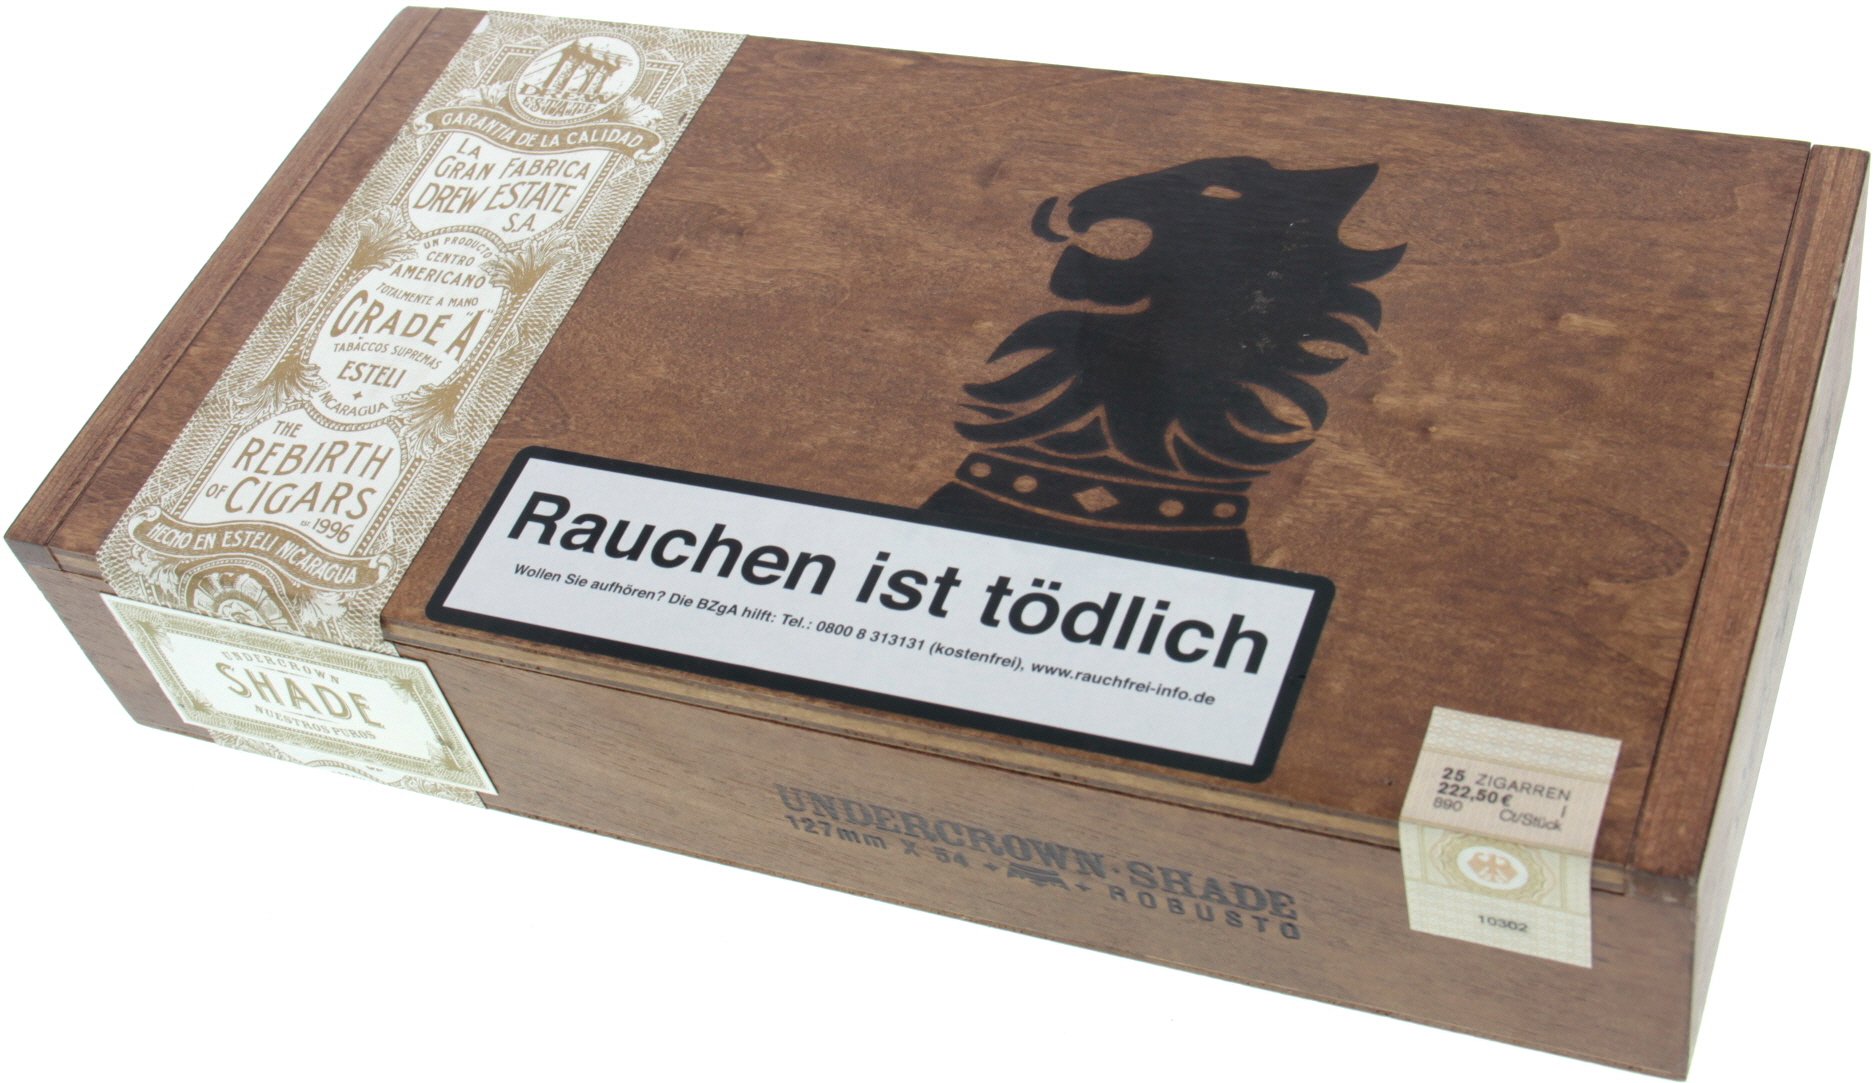 DREW
ESTATE
GARANTIA DE LA CALIDAD
LA
GRAN FABRICA
DREW ESTATE
S.A.
UN PRODUCTO
CENTRO
AMERICANO
TOTALMENTE A MANO
GRADE "A"
TABACCOS SUPREMAS
ESTELI
NICARAGUA
THE
REBIRTH
OF CIGARS
EST. 1996
HECHO EN ESTELI NICARAGUA
UNDERCROWN
SHADE
NUESTROS PUROS
Rauchen ist tödlich
Wollen Sie aufhören? Die BZgA hilft: Tel.: 0800 8 313131 (kostenfrei), www.rauchfrei-info.de
UNDERCROWN·SHADE
127mm X 54 + + ROBUSTO
25 ZIGARREN
222,50€ I
890 Ct/Stück
10302